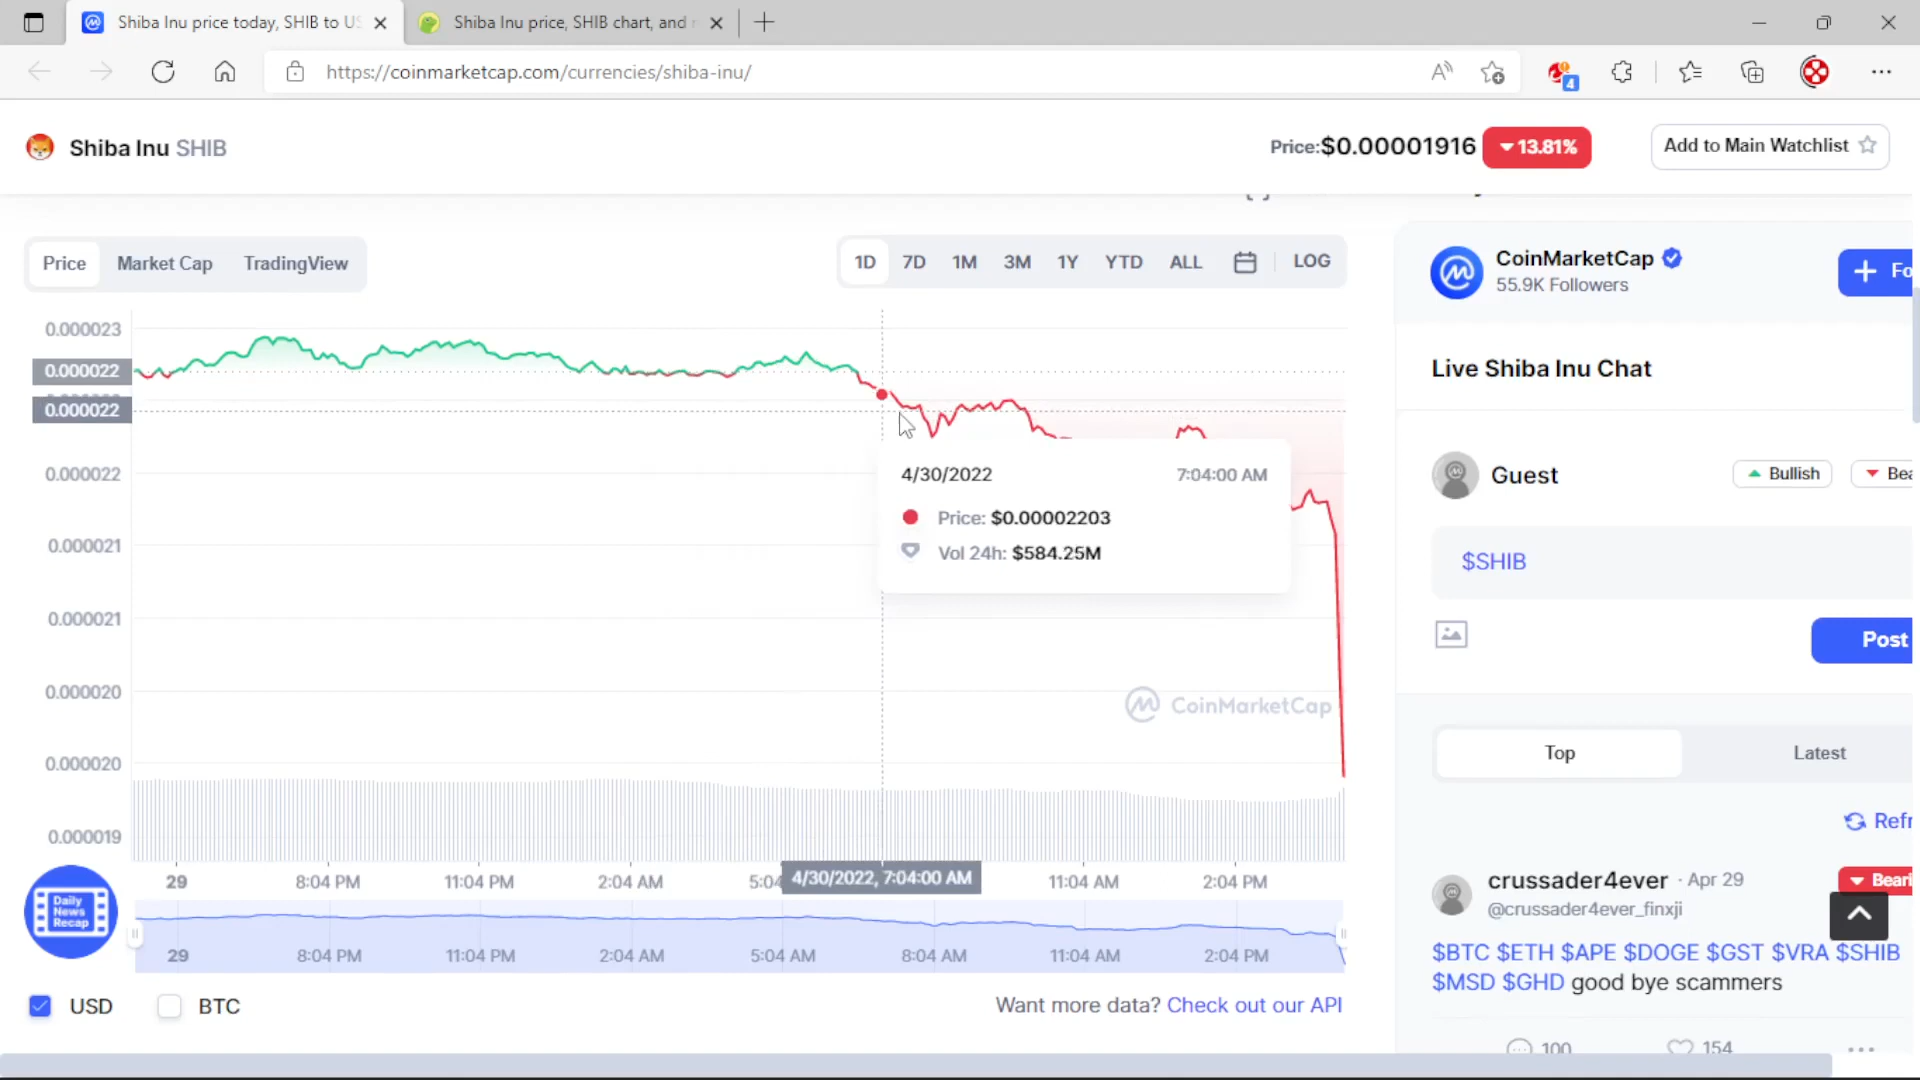 Shiba Inu price today, SHIB to US
Shiba Inu price, SHIB chart, and
https://coinmarketcap.com/currencies/shiba-inu/
4
Shiba Inu SHIB
Price:$0.00001916
13.81%
Add to Main Watchlist
Price
Market Cap
TradingView
1D
7D
1M
3M
1Y
YTD
ALL
LOG
CoinMarketCap
55.9K Followers
+ Fo
Live Shiba Inu Chat
0.000023
0.000022
0.000022
0.000022
0.000021
0.000021
0.000020
0.000020
0.000019
4/30/2022
7:04:00 AM
Price: $0.00002203
Vol 24h: $584.25M
CoinMarketCap
Guest
Bullish
Bea
$SHIB
Post
Top
Latest
Refr
29
8:04 PM
11:04 PM
2:04 AM
5:04
4/30/2022, 7:04:00 AM
11:04 AM
2:04 PM
Daily
News
Recap
29
8:04 PM
11:04 PM
2:04 AM
5:04 AM
8:04 AM
11:04 AM
2:04 PM
crussader4ever · Apr 29
Beari
@crussader4ever_finxji
$BTC $ETH $APE $DOGE $GST $VRA $SHIB
$MSD $GHD good bye scammers
100
154
USD
BTC
Want more data? Check out our API